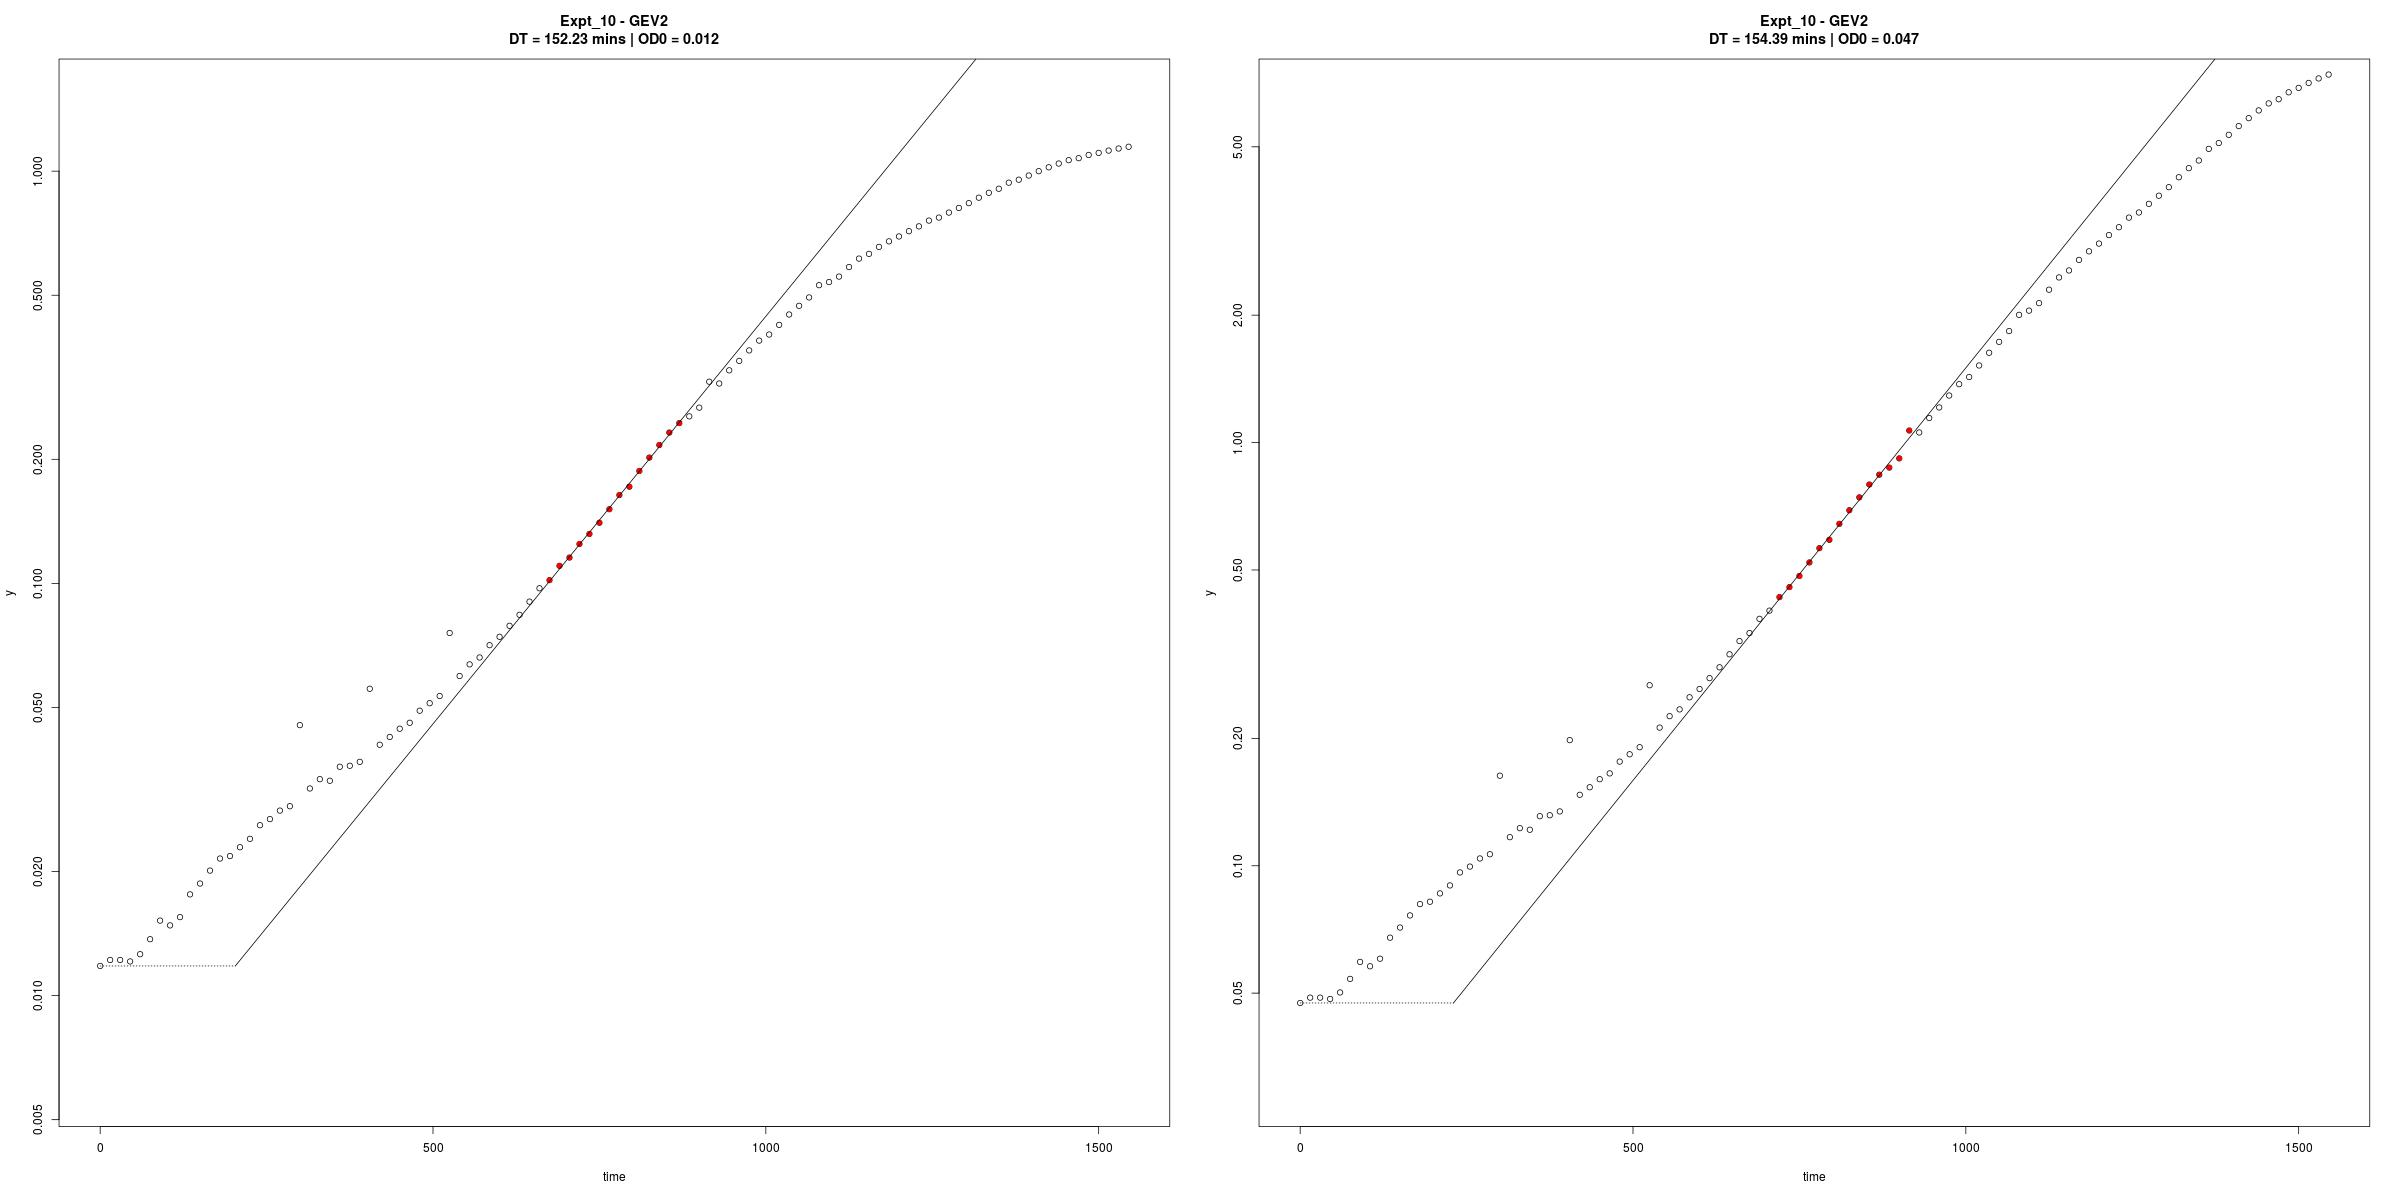 Expt_10 - GEV2
DT = 152.23 mins | OD0 = 0.012
1.000
0.500
0.200
0.100
0.050
0.020
0.010
0.005
y
0 500 1000 1500
time
Expt_10 - GEV2
DT = 154.39 mins | OD0 = 0.047
5.00
2.00
1.00
0.50
0.20
0.10
0.05
y
0 500 1000 1500
time